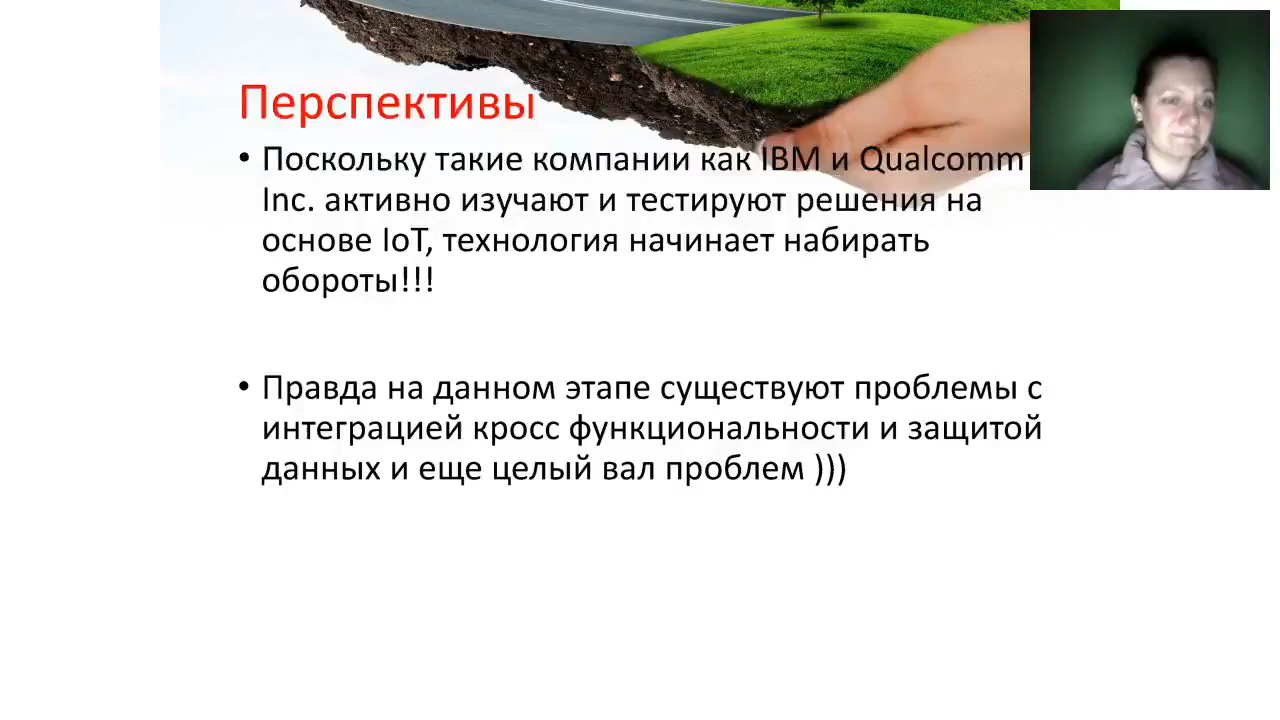 Перспективы
• Поскольку такие компании как IBM и Qualcomm
Inc. активно изучают и тестируют решения на
основе IoT, технология начинает набирать
обороты!!!
• Правда на данном этапе существуют проблемы с
интеграцией кросс функциональности и защитой
данных и еще целый вал проблем )))